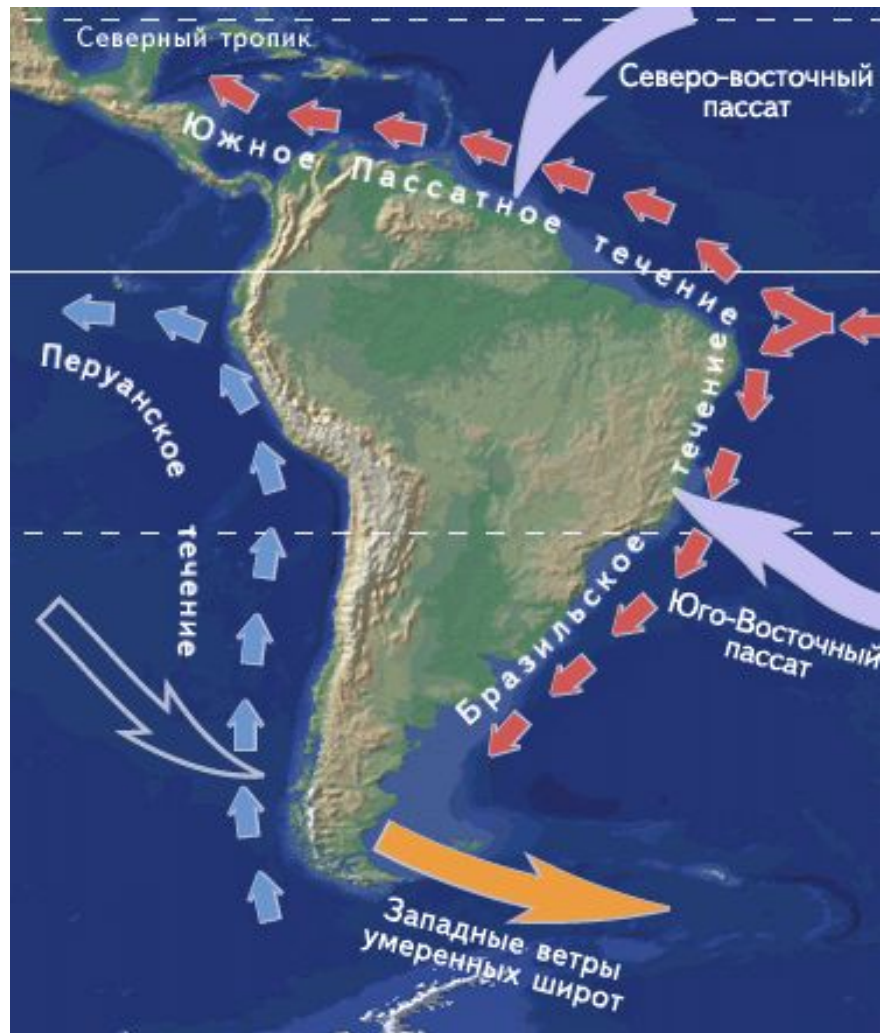 Северный тропик
Северо-восточный
пассат
Южное Пассатное течение
Перуанское течение
Бразильское течение
Юго-Восточный
пассат
Западные ветры
умеренных широт